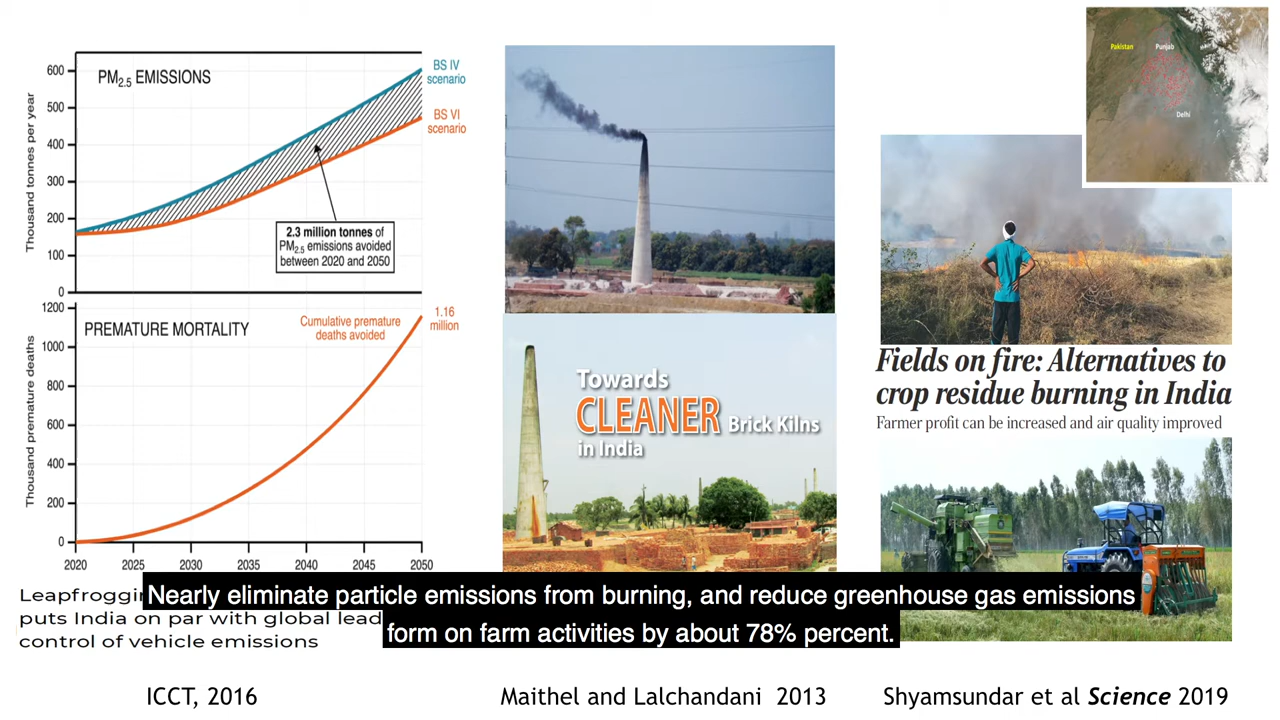 PM2.5 EMISSIONS
Thousand tonnes per year
600
500
400
300
200
100
0
BS IV
scenario
BS VI
scenario
2.3 million tonnes of
PM2.5 emissions avoided
between 2020 and 2050
PREMATURE MORTALITY
Thousand premature deaths
1200
1000
800
600
400
200
0
Cumulative premature
deaths avoided
1.16
million
2020 2025 2030 2035 2040 2045 2050
puts India on par with global lead
control of vehicle emissions
ICCT, 2016
Towards
CLEANER Brick Kilns
in India
Maithel and Lalchandani 2013
Pakistan Punjab
Delhi
Fields on fire: Alternatives to
crop residue burning in India
Farmer profit can be increased and air quality improved
Shyamsundar et al Science 2019
Nearly eliminate particle emissions from burning, and reduce greenhouse gas emissions
form on farm activities by about 78% percent.